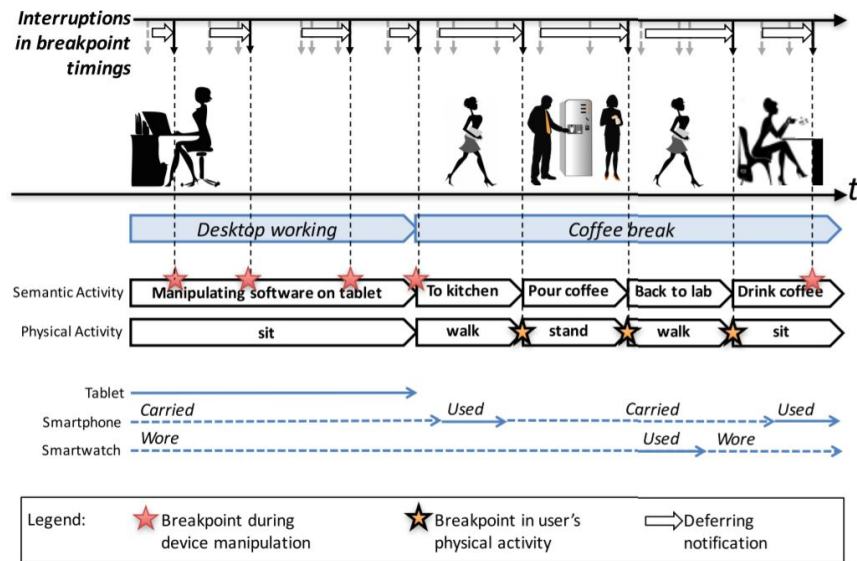 Interruptions
in breakpoint
timings
t
Desktop working
Coffee break
Semantic Activity
Manipulating software on tablet
To kitchen
Pour coffee
Back to lab
Drink coffee
Physical Activity
sit
walk
stand
walk
sit
Tablet
Carried
Used
Carried
Used
Smartphone
Wore
Used
Wore
Smartwatch
Legend:
Breakpoint during
device manipulation
Breakpoint in user's
physical activity
Deferring
notification